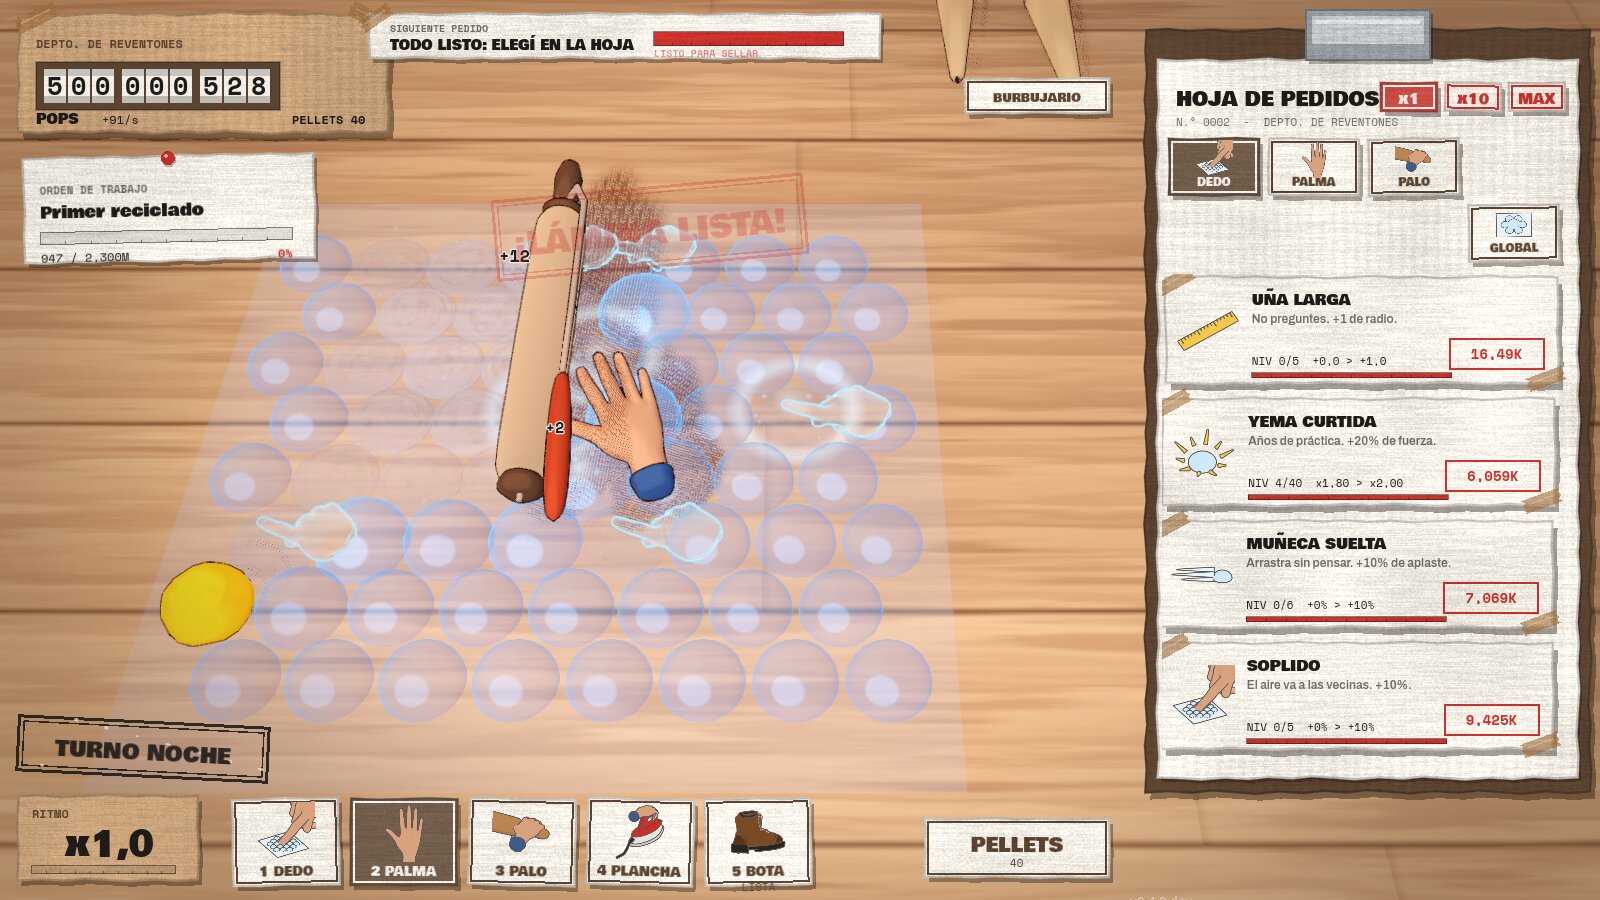 DEPTO. DE REVENTONES
500 000 528
POPS +91/s PELLETS 40
SIGUIENTE PEDIDO
TODO LISTO: ELEGÍ EN LA HOJA
LISTO PARA SELLAR
BURBUJARIO
ORDEN DE TRABAJO
Primer reciclado
947 / 2,300M 0%
LISTA!
+12
+2
HOJA DE PEDIDOS x1 x10 MAX
N.° 0002 - DEPTO. DE REVENTONES
DEDO PALMA PALO
GLOBAL
UÑA LARGA
No preguntes. +1 de radio.
NIV 0/5 +0,0 > +1,0 16,49K
YEMA CURTIDA
Años de práctica. +20% de fuerza.
NIV 4/40 x1,80 > x2,00 6,059K
MUÑECA SUELTA
Arrastra sin pensar. +10% de aplaste.
NIV 0/6 +0% > +10% 7,069K
SOPLIDO
El aire va a las vecinas. +10%.
NIV 0/5 +0% > +10% 9,425K
TURNO NOCHE
RITMO
x1,0
1 DEDO 2 PALMA 3 PALO 4 PLANCHA 5 BOTA
LISTA
PELLETS
40